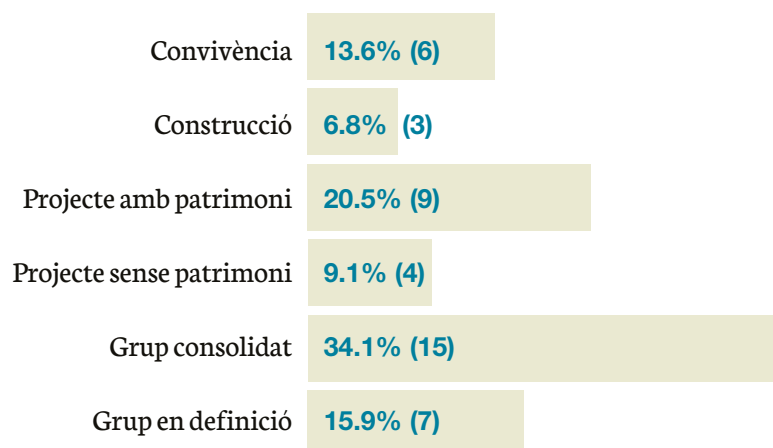 Convivència 13.6% (6)
Construcció 6.8% (3)
Projecte amb patrimoni 20.5% (9)
Projecte sense patrimoni 9.1% (4)
Grup consolidat 34.1% (15)
Grup en definició 15.9% (7)